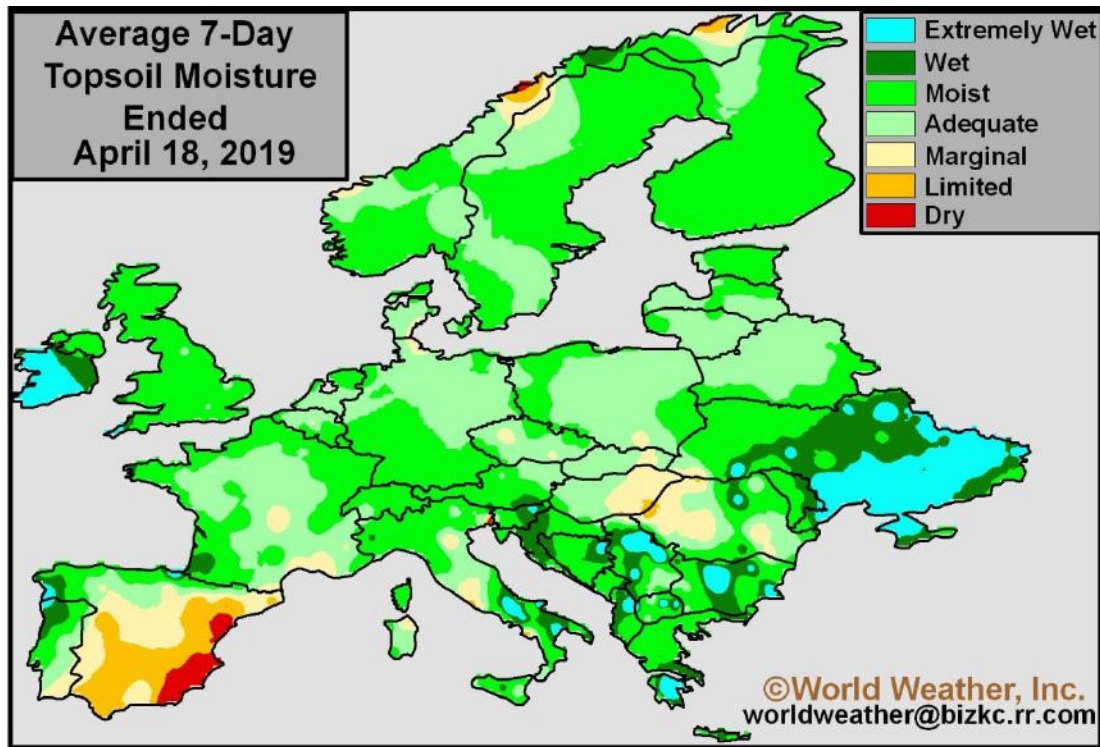 Average 7-Day
Topsoil Moisture
Ended
April 18, 2019
Extremely Wet
Wet
Moist
Adequate
Marginal
Limited
Dry
©World Weather, Inc.
worldweather@bizkc.rr.com